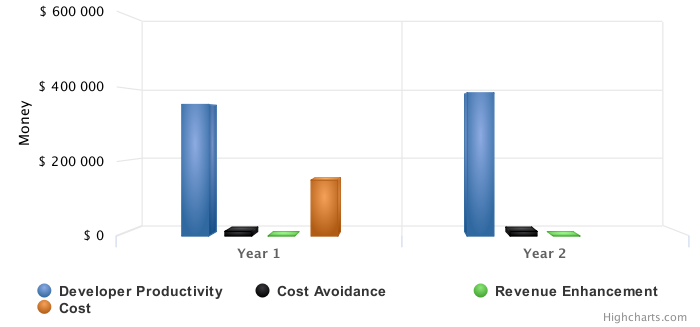 $ 600 000
$ 400 000
Money
$ 200 000
$ 0
Year 1
Year 2
Developer Productivity
Cost Avoidance
Revenue Enhancement
Cost
Highcharts.com